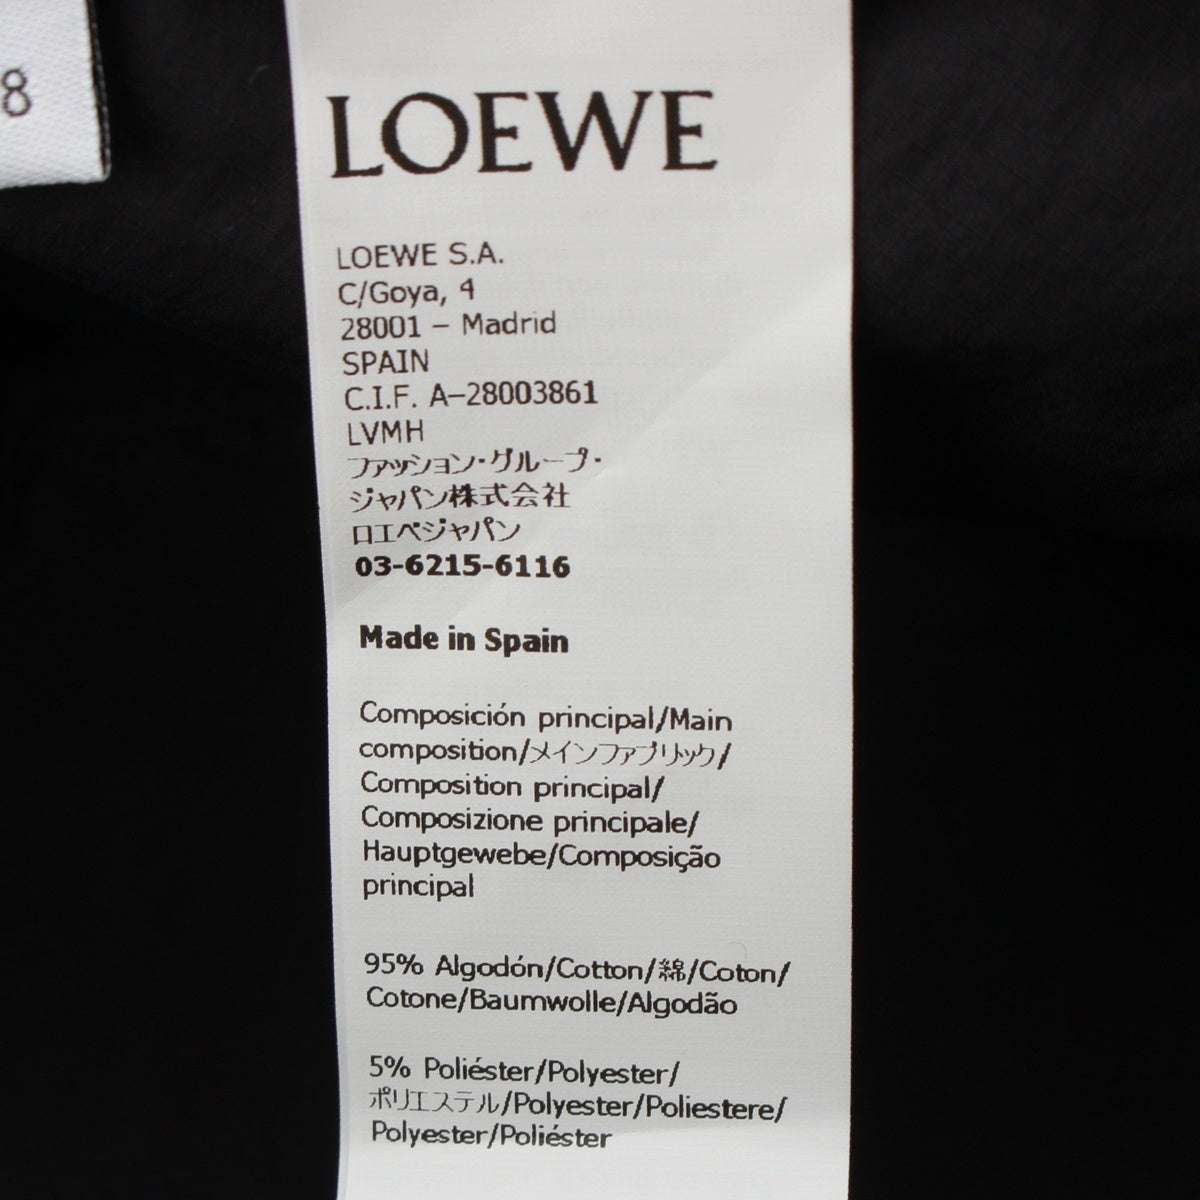 8
LOEWE
LOEWE S.A.
C/Goya, 4
28001 – Madrid
SPAIN
C.I.F. A–28003861
LVMH
ファッション・グループ・
ジャパン株式会社
ロエベジャパン
03-6215-6116
Made in Spain
Composición principal/Main
composition/メインファブリック/
Composition principal/
Composizione principale/
Hauptgewebe/Composição
principal
95% Algodón/Cotton/綿/Coton/
Cotone/Baumwolle/Algodão
5% Poliéster/Polyester/
ポリエステル/Polyester/Poliestere/
Polyester/Poliéster